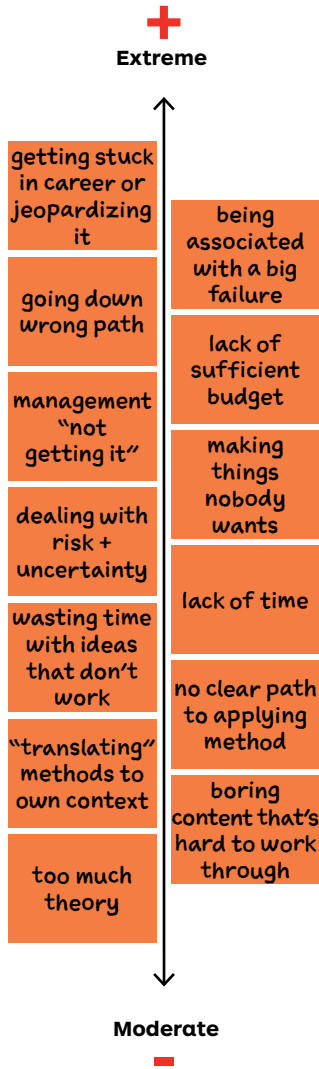 +
Extreme
getting stuck
in career or
jeopardizing
it
being
associated
with a big
failure
going down
wrong path
lack of
sufficient
budget
management
“not
getting it”
making
things
nobody
wants
dealing with
risk +
uncertainty
lack of time
wasting time
with ideas
that don’t
work
no clear path
to applying
method
“translating”
methods to
own context
boring
content that’s
hard to work
through
too much
theory
Moderate
-